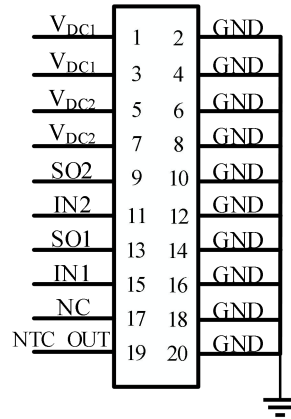 VDC1 1 2 GND
VDC1 3 4 GND
VDC2 5 6 GND
VDC2 7 8 GND
SO2 9 10 GND
IN2 11 12 GND
SO1 13 14 GND
IN1 15 16 GND
NC 17 18 GND
NTC OUT 19 20 GND